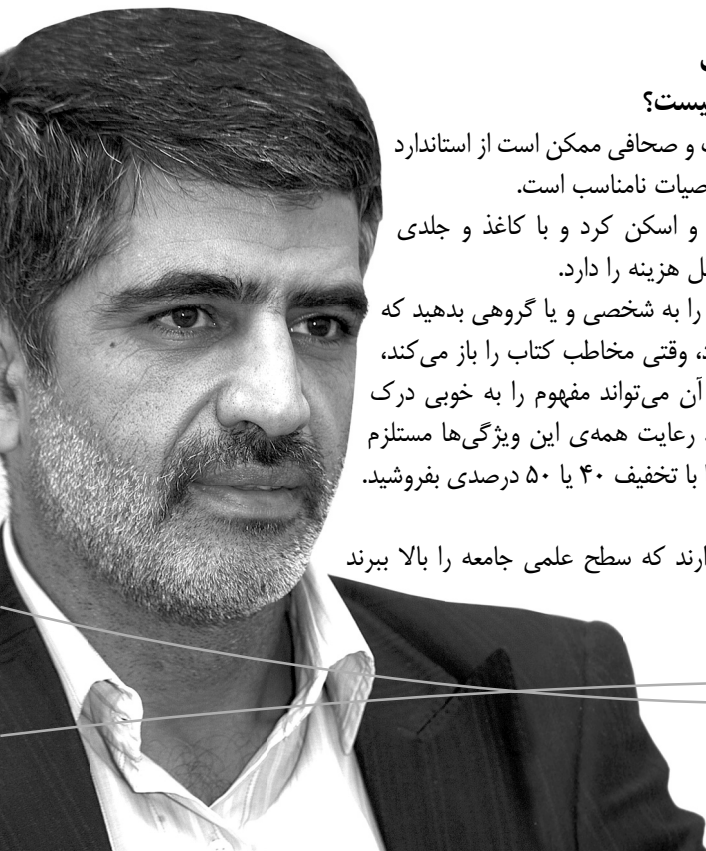 یست؟
و صحافی ممکن است از استاندارد
صیات نامناسب است.
و اسکن کرد و با کاغذ و جلدی
ل هزینه را دارد.
را به شخصی و یا گروهی بدهید که
د، وقتی مخاطب کتاب را باز می‌کند،
آن می‌تواند مفهوم را به خوبی درک
رعایت همه‌ی این ویژگی‌ها مستلزم
با تخفیف ۴۰ یا ۵۰ درصدی بفروشید.
ارند که سطح علمی جامعه را بالا ببرند